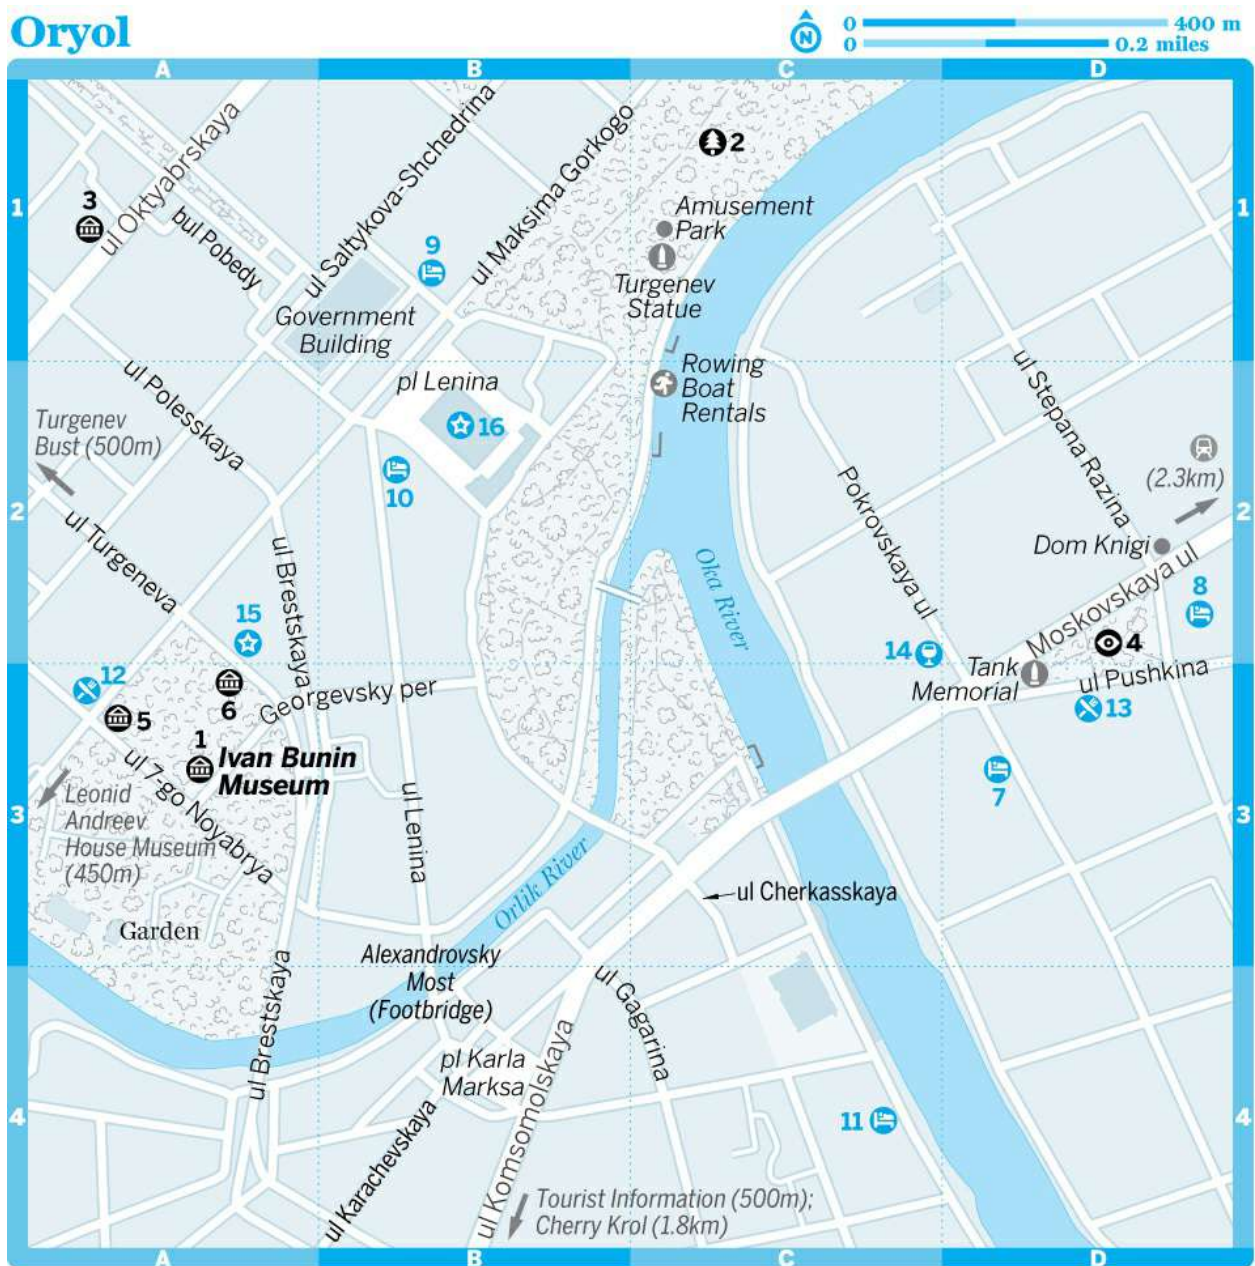 Oryol
N
0
400 m
0
0.2 miles
A
B
C
D
1
1
3
ul Oktyabrskaya
bul Pobedy
ul Saltykova-Shchedrina
9
ul Maksima Gorkogo
2
Amusement
Park
Turgenev
Statue
Government
Building
ul Polesskaya
pl Lenina
16
10
Rowing
Boat
Rentals
ul Stepana Razina
Turgenev
Bust (500m)
(2.3km)
2
2
ul Turgeneva
ul Brestskaya
Pokrovskaya ul
Oka River
Dom Knigi
Moskovskaya ul
8
15
14
4
Tank
Memorial
ul Pushkina
13
12
5
6
Georgevsky per
1
Ivan Bunin
Museum
ul 7-go Noyabrya
7
3
3
Leonid
Andreev
House Museum
(450m)
ul Lenina
Orlik River
ul Cherkasskaya
Garden
Alexandrovsky
Most
(Footbridge)
ul Brestskaya
ul Gagarina
pl Karla
Marksa
4
4
11
ul Karachevskaya
ul Komsomolskaya
Tourist Information (500m);
Cherry Krol (1.8km)
A
B
C
D